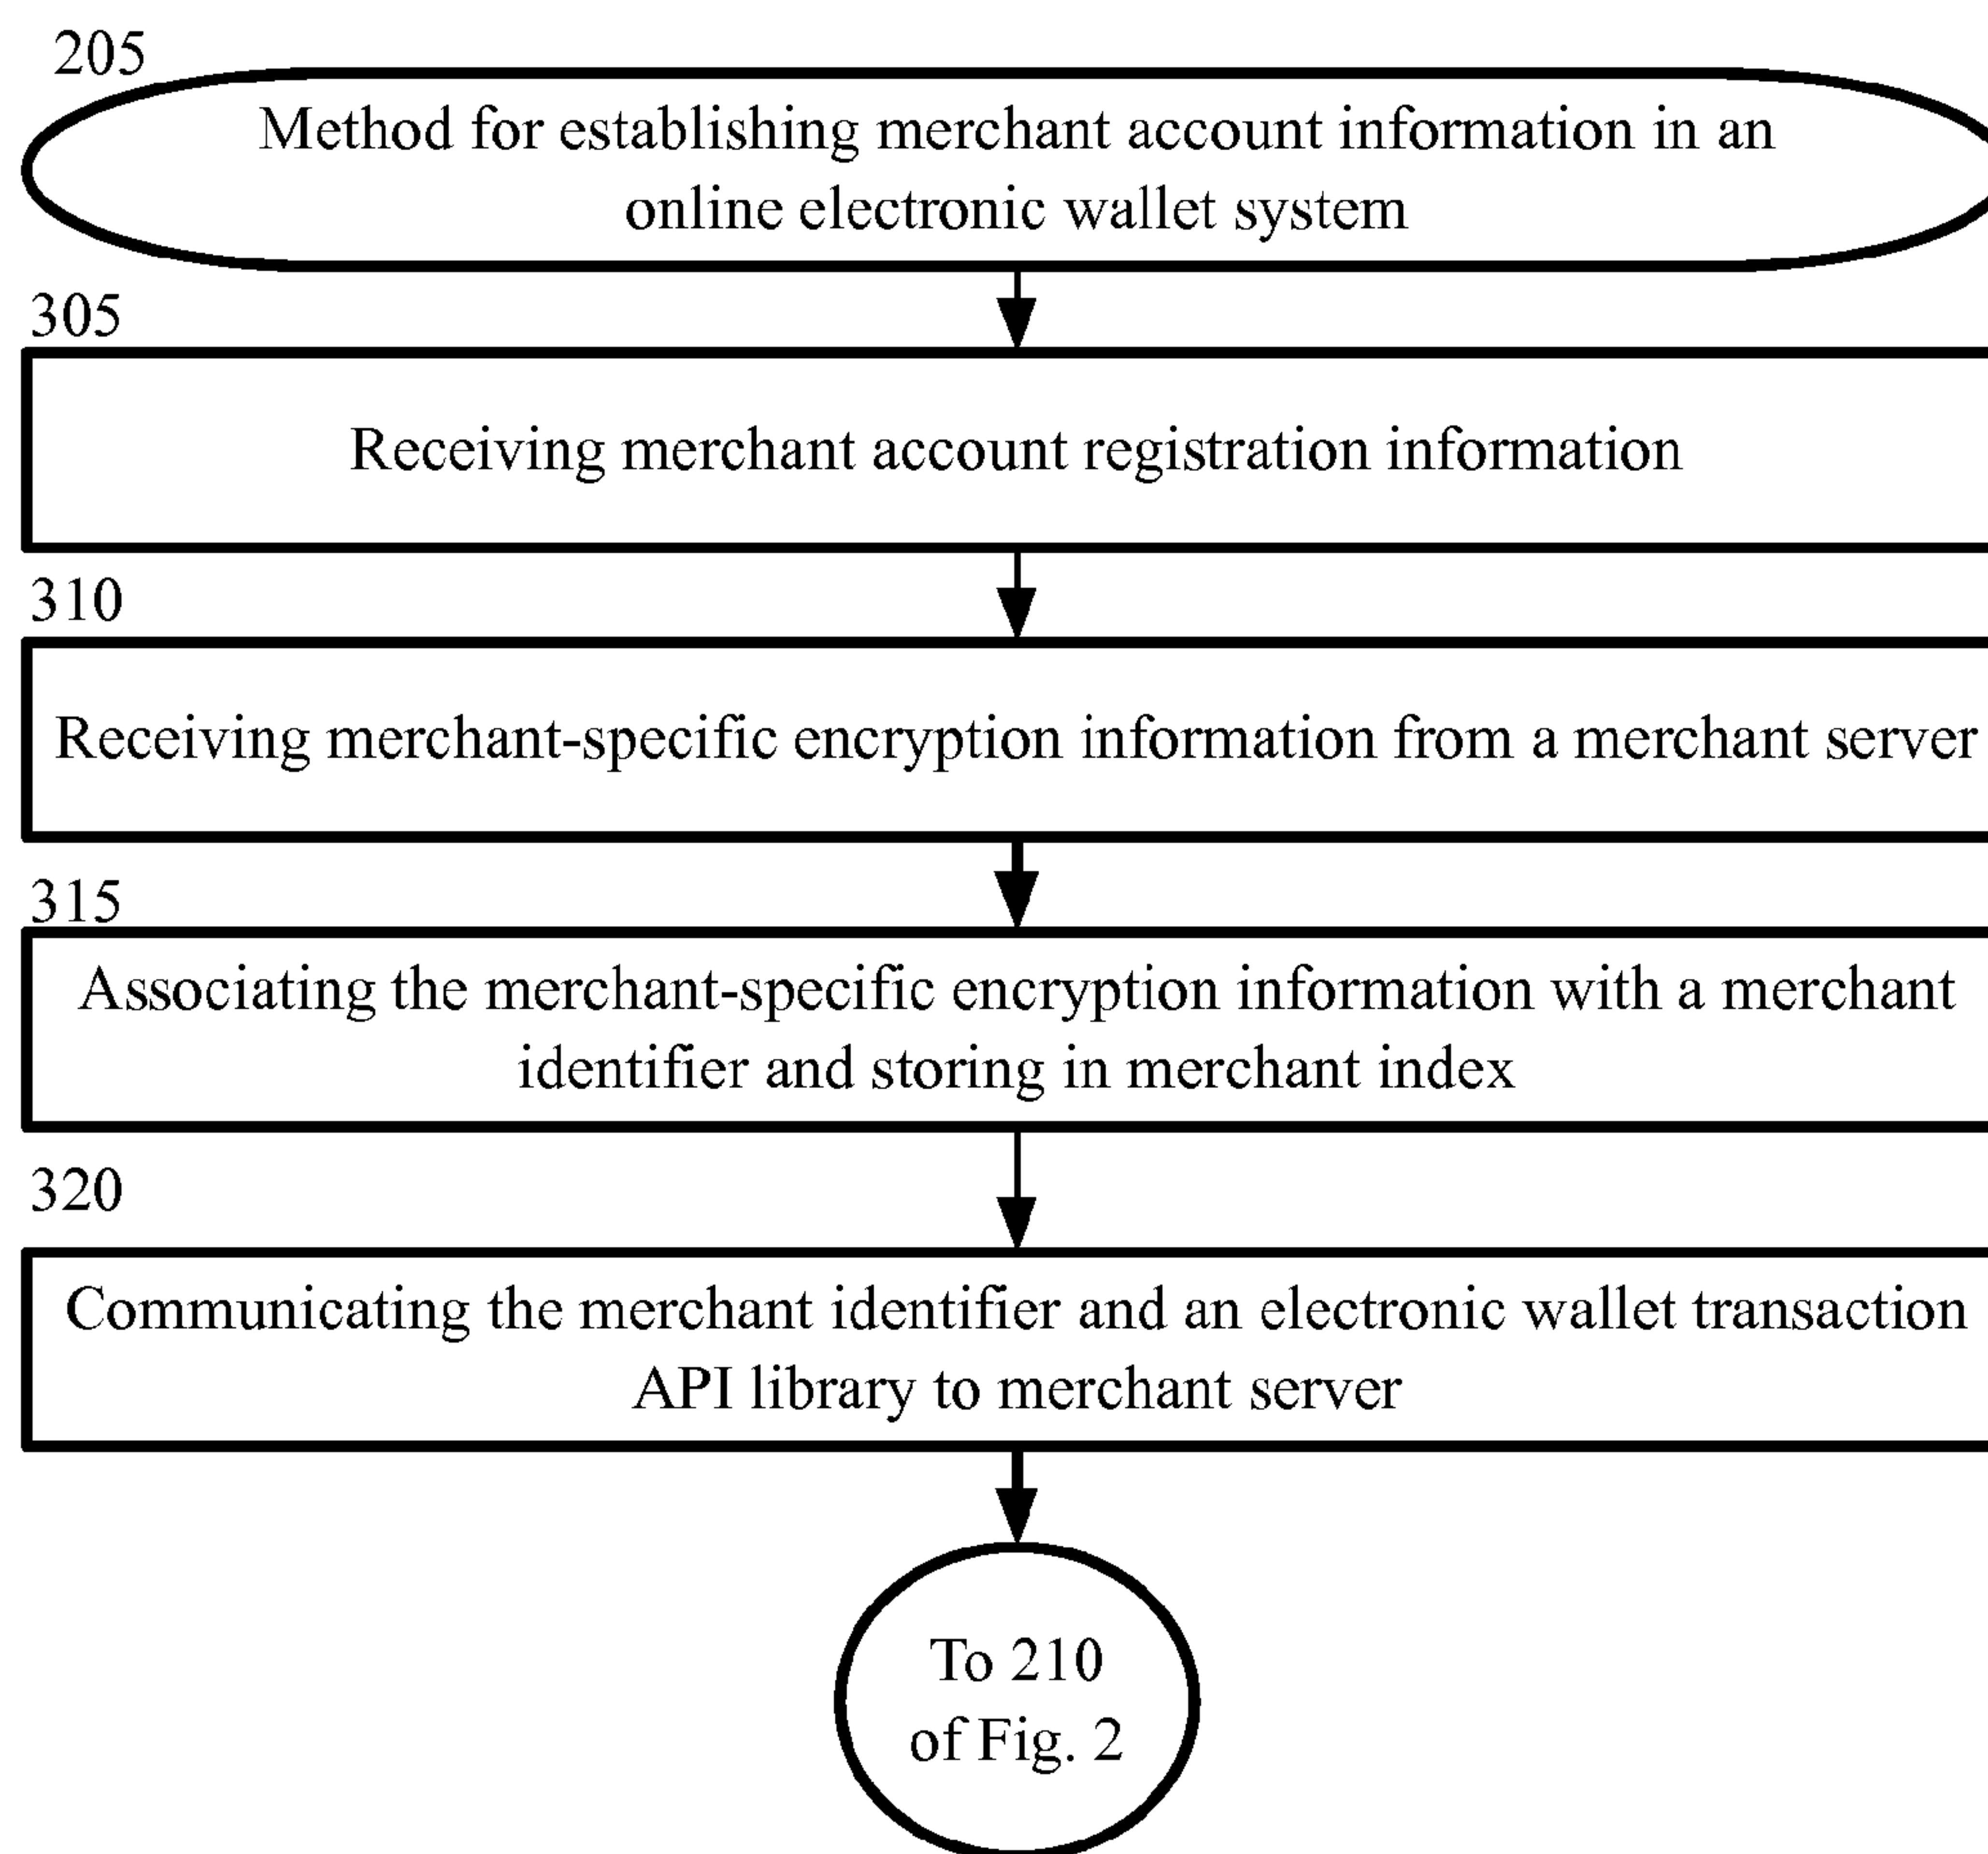 205
Method for establishing merchant account information in an
online electronic wallet system
305
Receiving merchant account registration information
310
Receiving merchant-specific encryption information from a merchant server
315
Associating the merchant-specific encryption information with a merchant
identifier and storing in merchant index
320
Communicating the merchant identifier and an electronic wallet transaction
API library to merchant server
To 210
of Fig. 2